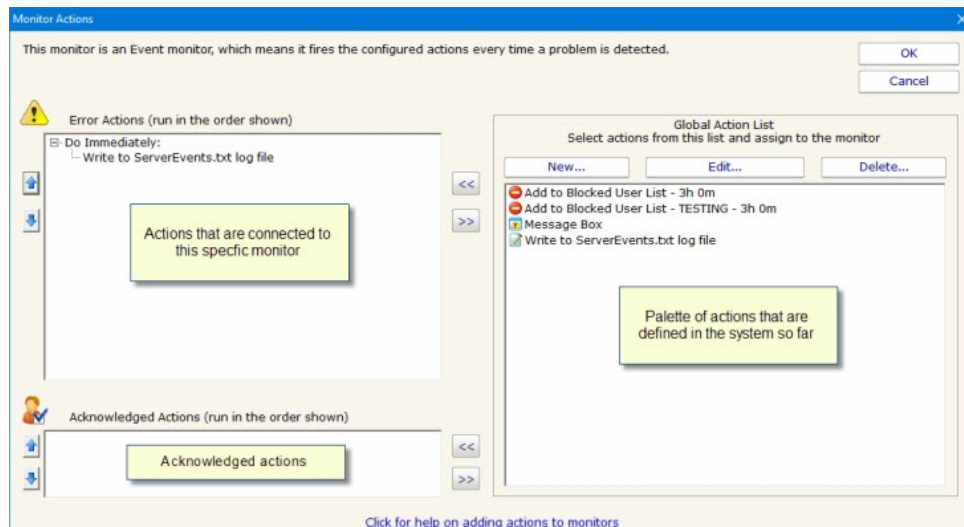 Monitor Actions
This monitor is an Event monitor, which means it fires the configured actions every time a problem is detected.
OK
Cancel
Error Actions (run in the order shown)
Do Immediately:
Write to ServerEvents.txt log file
<<
>>
Actions that are connected to
this specfic monitor
Global Action List
Select actions from this list and assign to the monitor
New...
Edit...
Delete...
Add to Blocked User List - 3h 0m
Add to Blocked User List - TESTING - 3h 0m
Message Box
Write to ServerEvents.txt log file
Palette of actions that are
defined in the system so far
Acknowledged Actions (run in the order shown)
Acknowledged actions
<<
>>
Click for help on adding actions to monitors